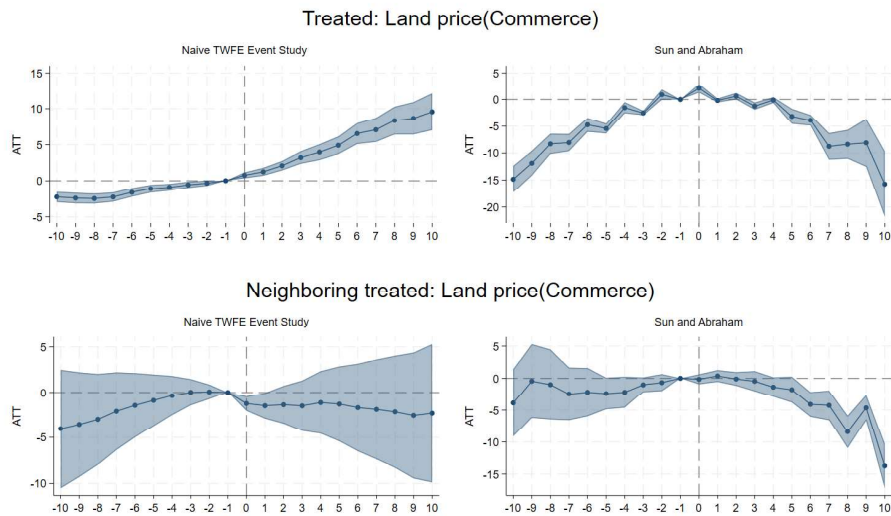 Treated: Land price(Commerce)
Naive TWFE Event Study
Sun and Abraham
15
10
5
0
-5
ATT
-10 -9 -8 -7 -6 -5 -4 -3 -2 -1 0 1 2 3 4 5 6 7 8 9 10
5
0
-5
-10
-15
-20
ATT
-10 -9 -8 -7 -6 -5 -4 -3 -2 -1 0 1 2 3 4 5 6 7 8 9 10
Neighboring treated: Land price(Commerce)
Naive TWFE Event Study
Sun and Abraham
5
0
-5
-10
ATT
-10 -9 -8 -7 -6 -5 -4 -3 -2 -1 0 1 2 3 4 5 6 7 8 9 10
5
0
-5
-10
-15
ATT
-10 -9 -8 -7 -6 -5 -4 -3 -2 -1 0 1 2 3 4 5 6 7 8 9 10